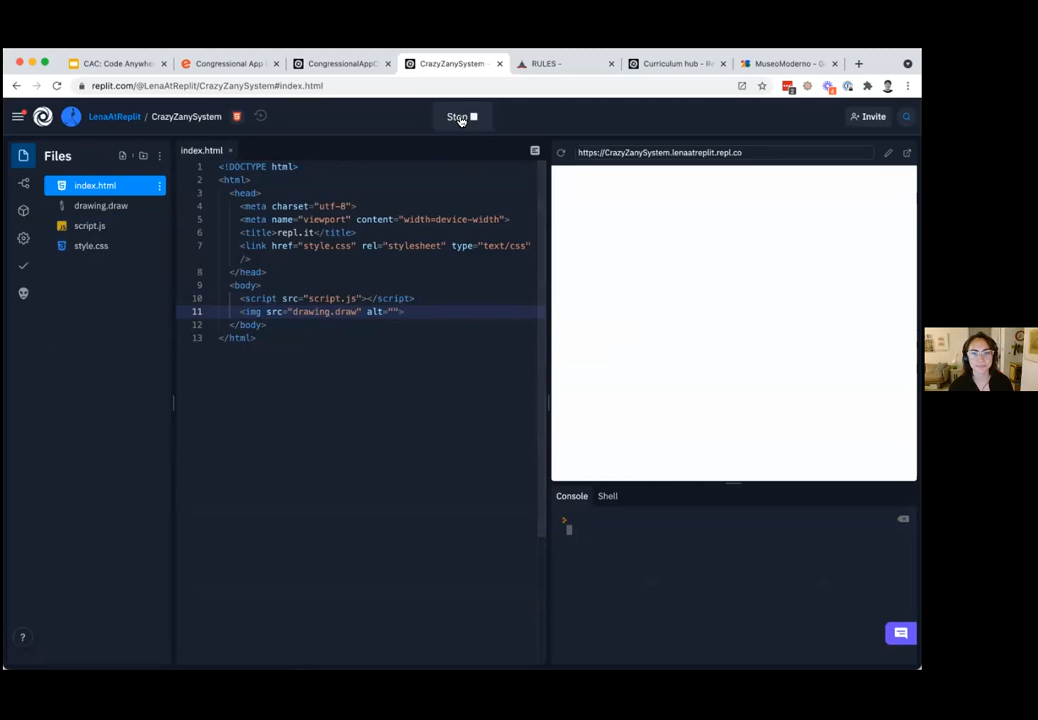 CAC: Code Anywhe
Congressional App
CongressionalAppC
CrazyZanySystem -
RULES -
Curriculum hub - Re
MuseoModerno - Go
replit.com/@LenaAtReplit/CrazyZanySystem#index.html
LenaAtReplit / CrazyZanySystem
Stop
Invite
Files
index.html
drawing.draw
script.js
style.css
index.html
1 <!DOCTYPE html>
2 <html>
3 <head>
4 <meta charset="utf-8">
5 <meta name="viewport" content="width=device-width">
6 <title>repl.it</title>
7 <link href="style.css" rel="stylesheet" type="text/css"
/>
8 </head>
9 <body>
10 <script src="script.js"></script>
11 <img src="drawing.draw" alt="">
12 </body>
13 </html>
https://CrazyZanySystem.lenaatreplit.repl.co
Console Shell
>
?